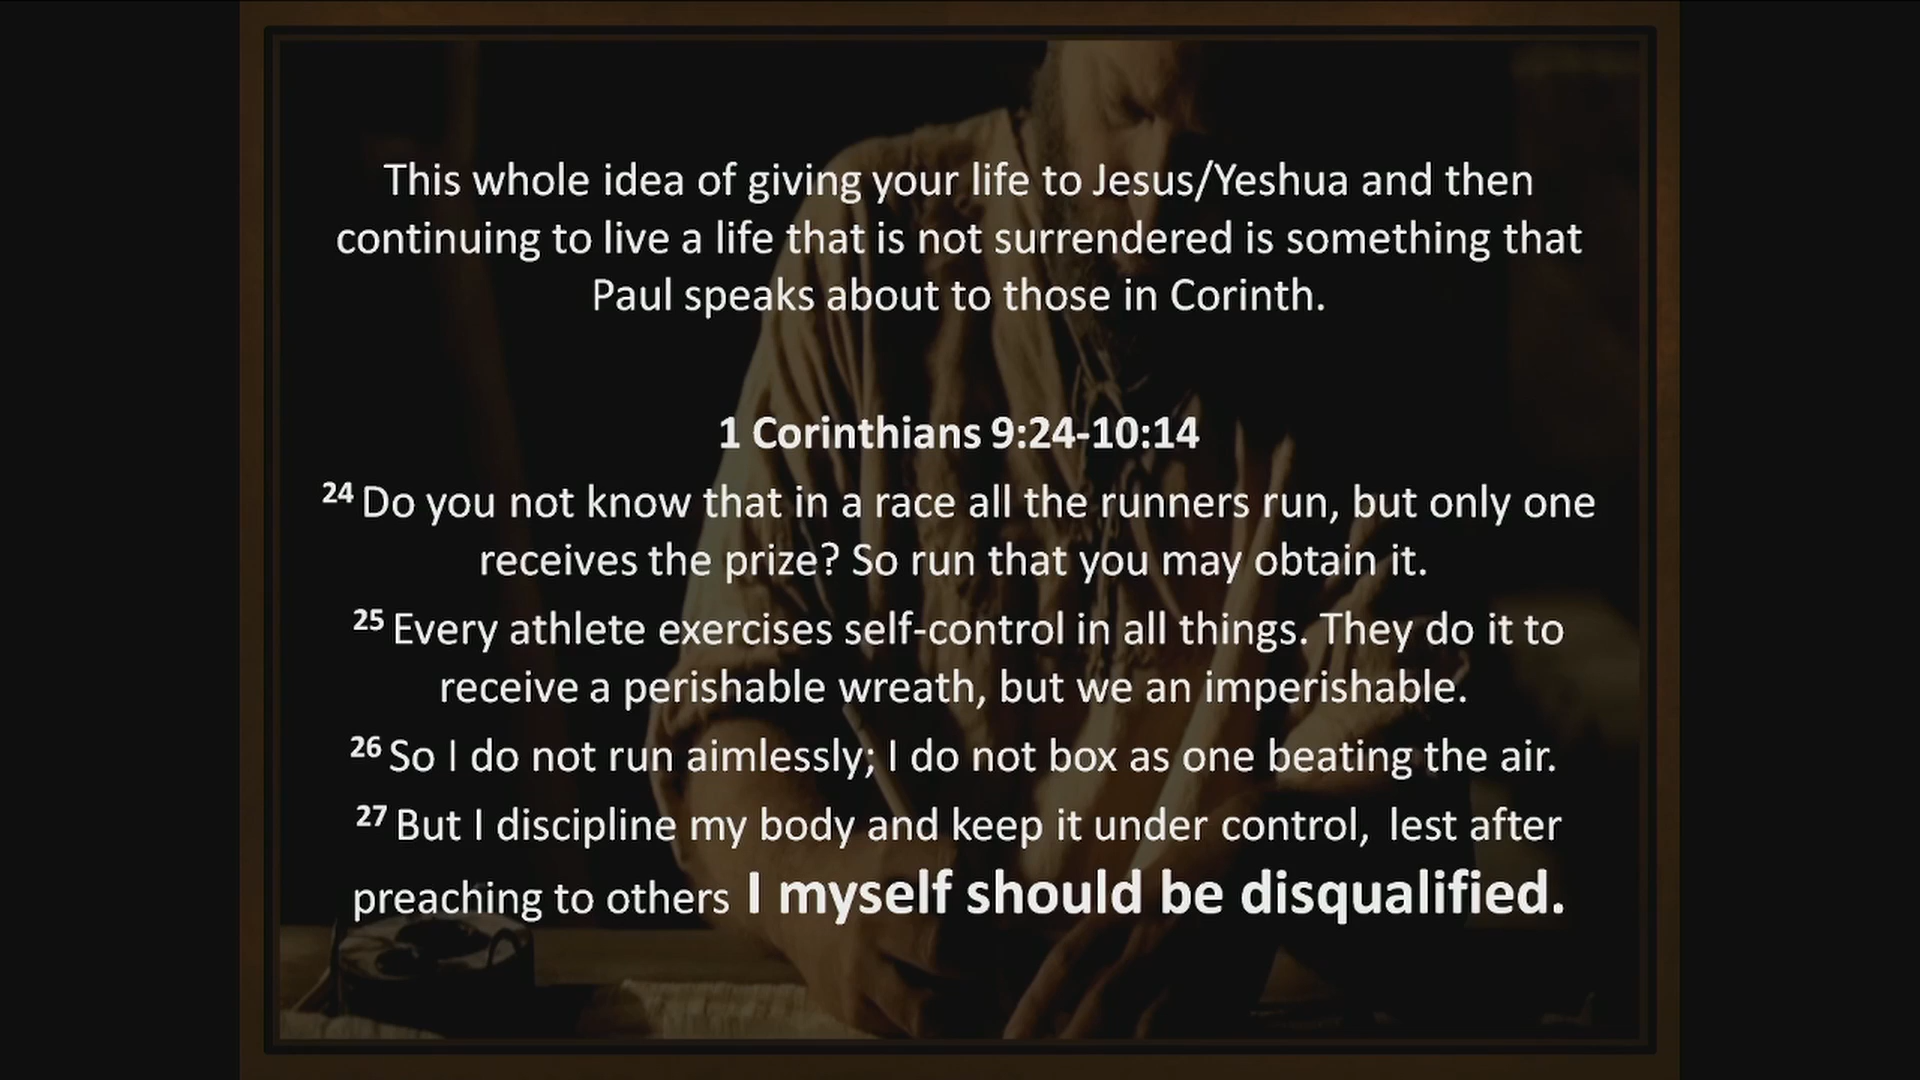 This whole idea of giving your life to Jesus/Yeshua and then
continuing to live a life that is not surrendered is something that
Paul speaks about to those in Corinth.
1 Corinthians 9:24-10:14
24 Do you not know that in a race all the runners run, but only one
receives the prize? So run that you may obtain it.
25 Every athlete exercises self-control in all things. They do it to
receive a perishable wreath, but we an imperishable.
26 So I do not run aimlessly; I do not box as one beating the air.
27 But I discipline my body and keep it under control, lest after
preaching to others I myself should be disqualified.